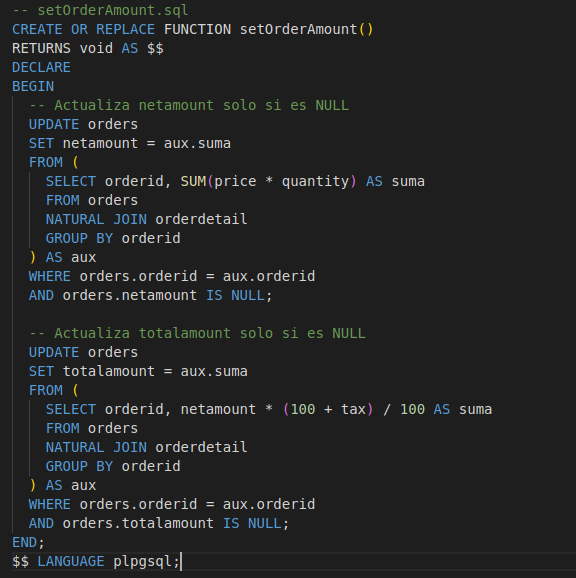 -- setOrderAmount.sql
CREATE OR REPLACE FUNCTION setOrderAmount()
RETURNS void AS $$
DECLARE
BEGIN
  -- Actualiza netamount solo si es NULL
  UPDATE orders
  SET netamount = aux.suma
  FROM (
    SELECT orderid, SUM(price * quantity) AS suma
    FROM orders
    NATURAL JOIN orderdetail
    GROUP BY orderid
  ) AS aux
  WHERE orders.orderid = aux.orderid
  AND orders.netamount IS NULL;

  -- Actualiza totalamount solo si es NULL
  UPDATE orders
  SET totalamount = aux.suma
  FROM (
    SELECT orderid, netamount * (100 + tax) / 100 AS suma
    FROM orders
    NATURAL JOIN orderdetail
    GROUP BY orderid
  ) AS aux
  WHERE orders.orderid = aux.orderid
  AND orders.totalamount IS NULL;
END;
$$ LANGUAGE plpgsql;